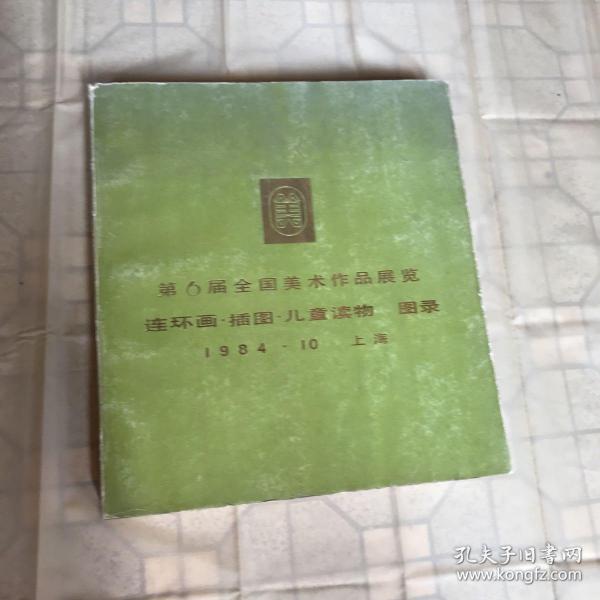 第6届全国美术作品展览
连环画·插图·儿童读物 图录
1984-10 上海
孔夫子旧书网
www.kongfz.com